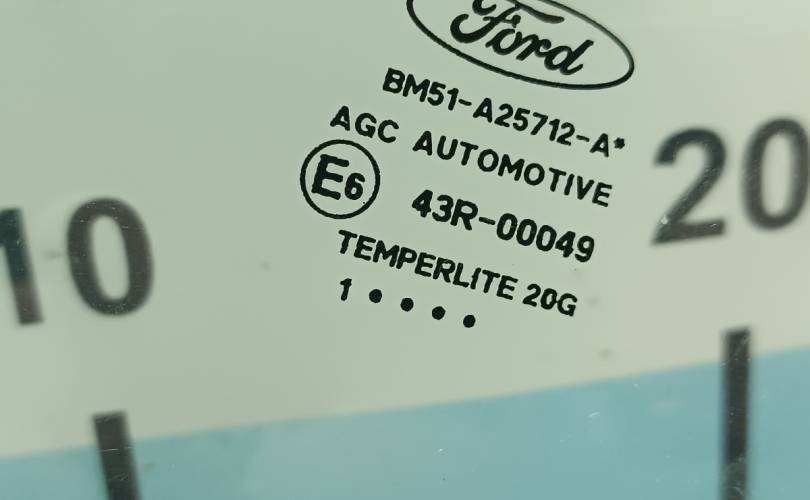 Ford
BM51-A25712-A*
AGC AUTOMOTIVE
E6 43R-00049
TEMPERLITE 20G
1 • • • •
10
20